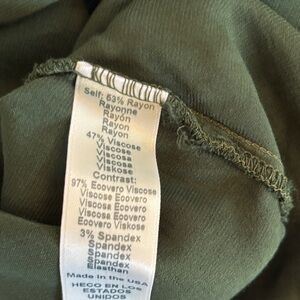 Self: 53% Rayon
Rayonne
Rayón
Rayon
Rayon
47% Viscose
Viscose
Viscosa
Viscosa
Viskose
Contrast:
97% Ecovero Viscose
Viscose Ecovero
Viscosa Ecovero
Viscosa Ecovero
Ecovero Viskose
3% Spandex
Spandex
Spandex
Spandex
Elasthan
Made in the USA
HECO EN LOS
ESTADOS
UNIDOS